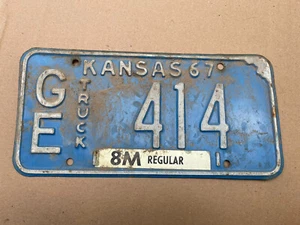 KANSAS 67
GE
TRUCK
414
8M REGULAR